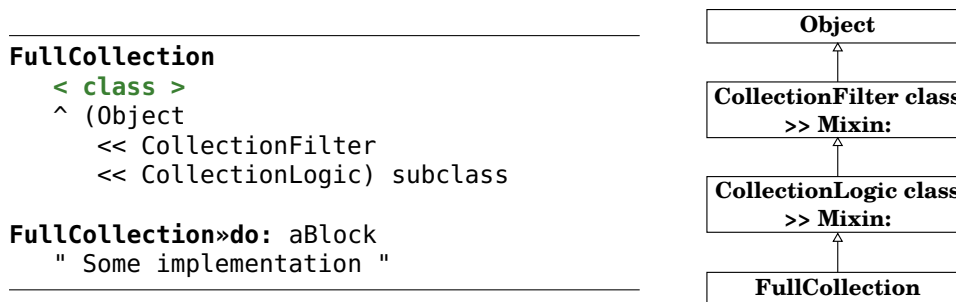 FullCollection
< class >
^ (Object
<< CollectionFilter
<< CollectionLogic) subclass
FullCollection»do: aBlock
" Some implementation "
Object
CollectionFilter class
>> Mixin:
CollectionLogic class
>> Mixin:
FullCollection